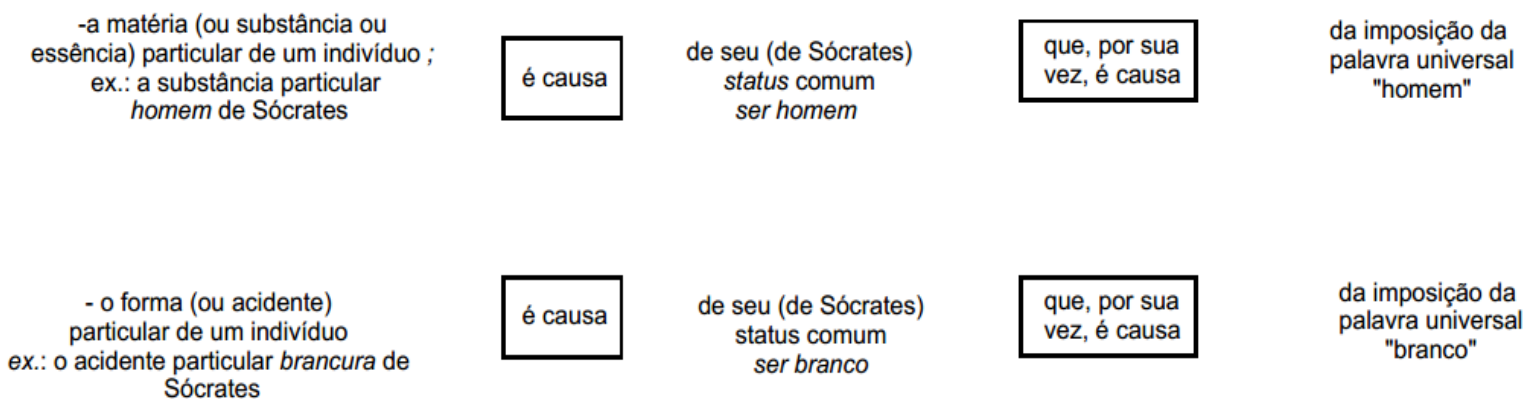 -a matéria (ou substância ou
essência) particular de um indivíduo ;
ex.: a substância particular
homem de Sócrates
é causa
de seu (de Sócrates)
status comum
ser homem
que, por sua
vez, é causa
da imposição da
palavra universal
"homem"
- o forma (ou acidente)
particular de um indivíduo
ex.: o acidente particular brancura de
Sócrates
é causa
de seu (de Sócrates)
status comum
ser branco
que, por sua
vez, é causa
da imposição da
palavra universal
"branco"